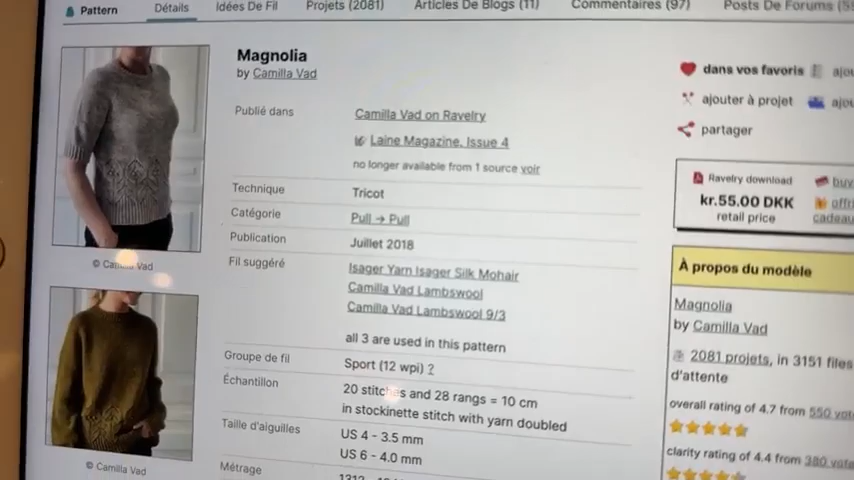 Pattern
Détails
Idées De Fil
Projets (2081)
Articles De Blogs (11)
Commentaires (97)
Posts De Forums
Magnolia
by Camilla Vad
Publié dans
Camilla Vad on Ravelry
Laine Magazine, Issue 4
no longer available from 1 source voir
Technique
Tricot
Catégorie
Pull → Pull
Publication
Juillet 2018
Fil suggéré
Isager Yarn Isager Silk Mohair
Camilla Vad Lambswool
Camilla Vad Lambswool 9/3
all 3 are used in this pattern
Groupe de fil
Sport (12 wpi) ?
Échantillon
20 stitches and 28 rangs = 10 cm
in stockinette stitch with yarn doubled
Taille d'aiguilles
US 4 - 3.5 mm
US 6 - 4.0 mm
Métrage
© Camilla Vad
© Camilla Vad
dans vos favoris
ajouter à projet
partager
Ravelry download
kr.55.00 DKK
retail price
À propos du modèle
Magnolia
by Camilla Vad
2081 projets, in 3151 files
d'attente
overall rating of 4.7 from 550
clarity rating of 4.4 from 380